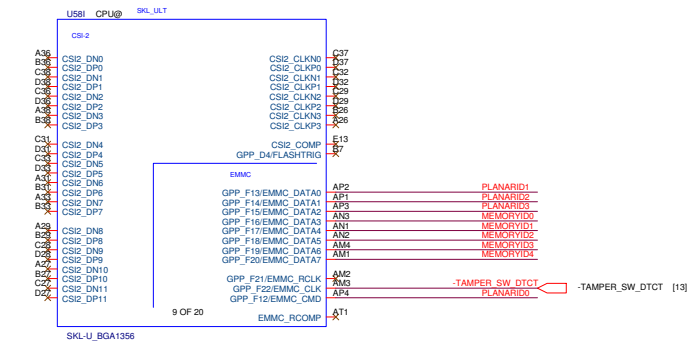 U58I CPU@ SKL_ULT
CSI-2
A36 CSI2_DN0
B36 CSI2_DP0
C38 CSI2_DN1
D38 CSI2_DP1
C36 CSI2_DN2
D36 CSI2_DP2
A38 CSI2_DN3
B38 CSI2_DP3
C31 CSI2_DN4
D31 CSI2_DP4
C33 CSI2_DN5
D33 CSI2_DP5
A31 CSI2_DN6
B31 CSI2_DP6
A33 CSI2_DN7
B33 CSI2_DP7
A29 CSI2_DN8
B29 CSI2_DP8
C28 CSI2_DN9
D28 CSI2_DP9
A27 CSI2_DN10
B27 CSI2_DP10
C27 CSI2_DN11
D27 CSI2_DP11
CSI2_CLKN0 C37
CSI2_CLKP0 D37
CSI2_CLKN1 C32
CSI2_CLKP1 D32
CSI2_CLKN2 C29
CSI2_CLKP2 D29
CSI2_CLKN3 B26
CSI2_CLKP3 A26
CSI2_COMP E13
GPP_D4/FLASHTRIG B7
EMMC
GPP_F13/EMMC_DATA0 AP2 PLANARID1
GPP_F14/EMMC_DATA1 AP1 PLANARID2
GPP_F15/EMMC_DATA2 AP3 PLANARID3
GPP_F16/EMMC_DATA3 AN3 MEMORYID0
GPP_F17/EMMC_DATA4 AN1 MEMORYID1
GPP_F18/EMMC_DATA5 AN2 MEMORYID2
GPP_F19/EMMC_DATA6 AM4 MEMORYID3
GPP_F20/EMMC_DATA7 AM1 MEMORYID4
GPP_F21/EMMC_RCLK AM2
GPP_F22/EMMC_CLK AM3 -TAMPER_SW_DTCT -TAMPER_SW_DTCT [13]
GPP_F12/EMMC_CMD AP4 PLANARID0
EMMC_RCOMP AT1
9 OF 20
SKL-U_BGA1356